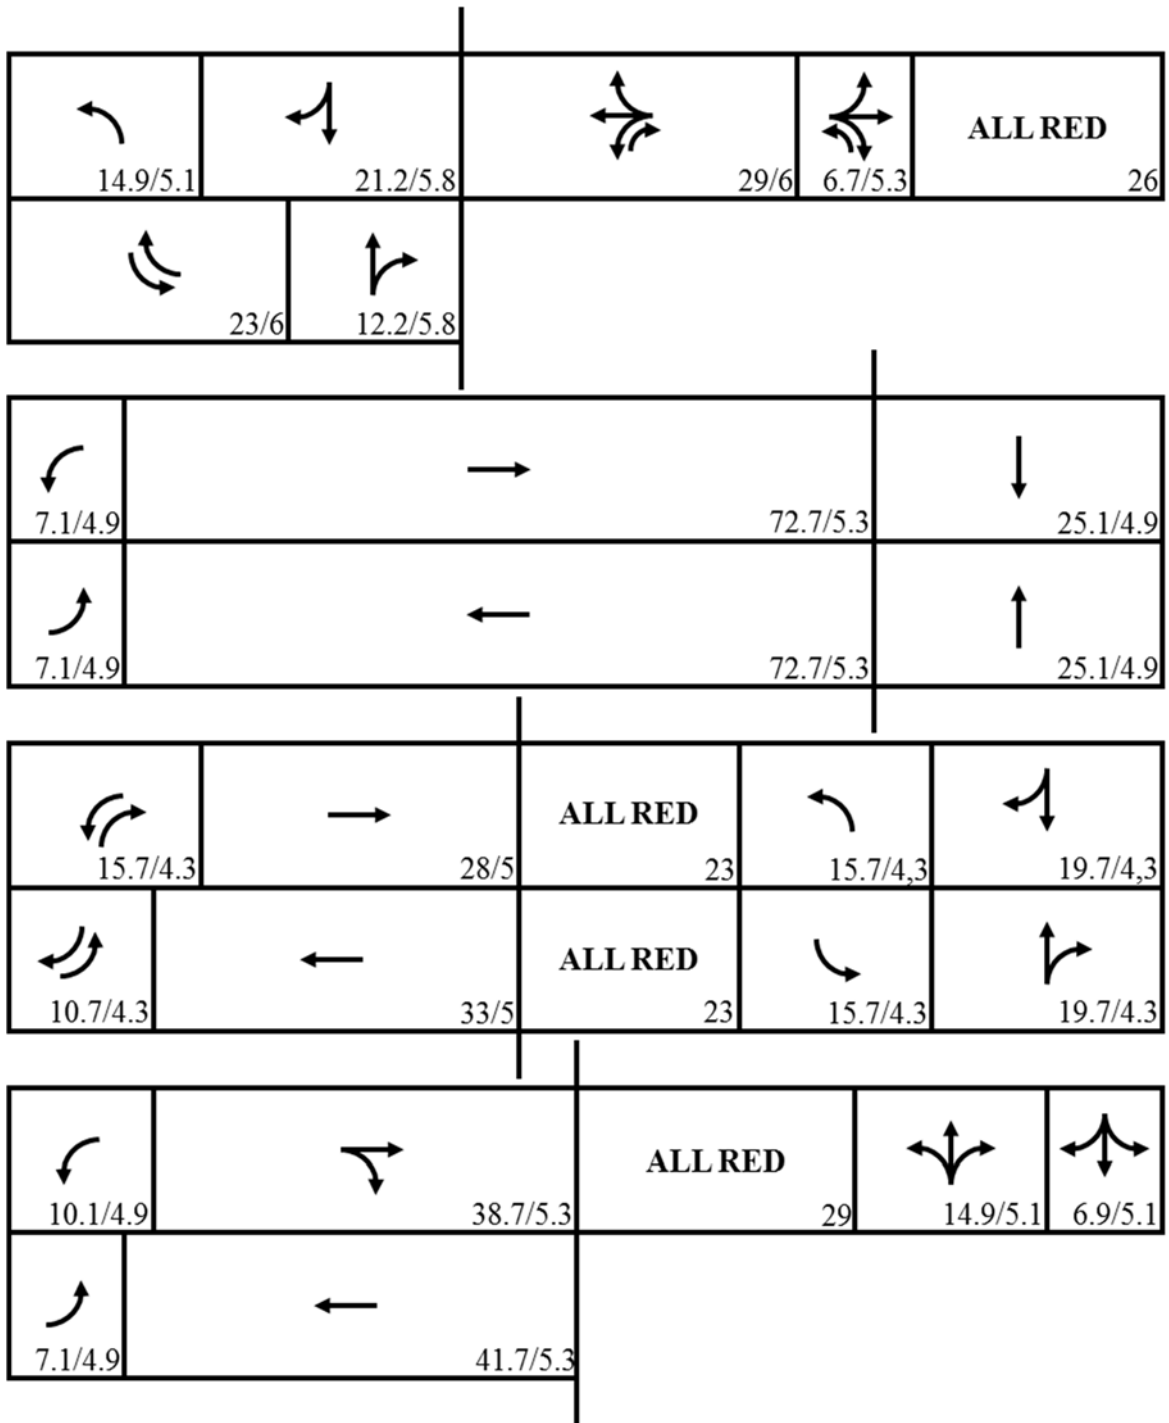 ALL RED
14.9/5.1 21.2/5.8 29/6 6.7/5.3 26
23/6 12.2/5.8
7.1/4.9 72.7/5.3 25.1/4.9
7.1/4.9 72.7/5.3 25.1/4.9
ALL RED
15.7/4.3 28/5 23 15.7/4,3 19.7/4,3
ALL RED
10.7/4.3 33/5 23 15.7/4.3 19.7/4.3
ALL RED
10.1/4.9 38.7/5.3 29 14.9/5.1 6.9/5.1
7.1/4.9 41.7/5.3